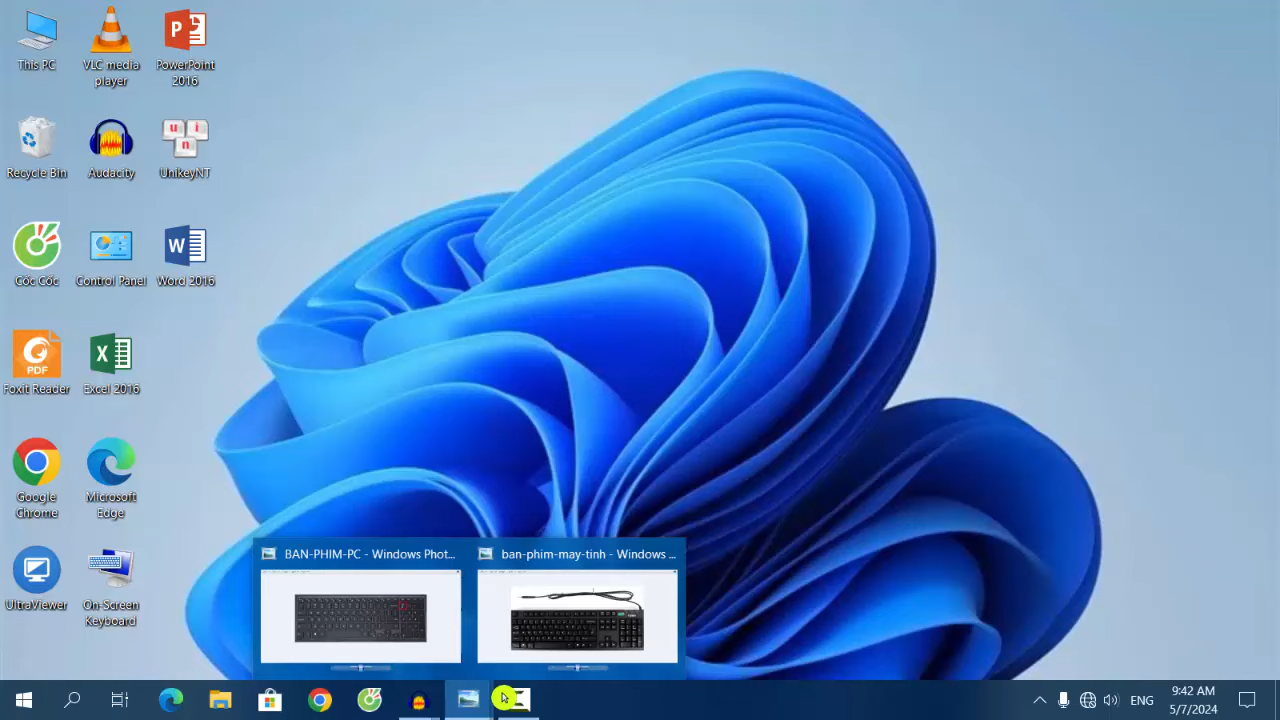 This PC
VLC media
player
PowerPoint
2016
Recycle Bin
Audacity
UnikeyNT
Cốc Cốc
Control Panel
Word 2016
Foxit Reader
Excel 2016
Google
Chrome
Microsoft
Edge
UltraViewer
On-Screen
Keyboard
BAN-PHIM-PC - Windows Phot...
ban-phim-may-tinh - Windows ...
ENG
9:42 AM
5/7/2024